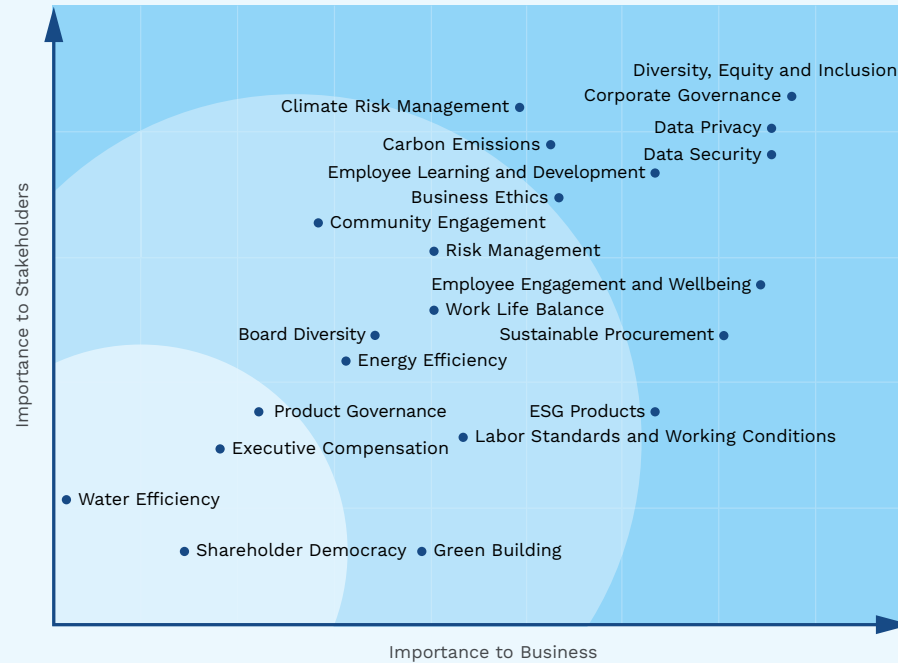 Diversity, Equity and Inclusion
Corporate Governance
Climate Risk Management
Data Privacy
Carbon Emissions
Data Security
Employee Learning and Development
Business Ethics
Community Engagement
Risk Management
Employee Engagement and Wellbeing
Work Life Balance
Board Diversity
Sustainable Procurement
Energy Efficiency
Product Governance
ESG Products
Labor Standards and Working Conditions
Executive Compensation
Water Efficiency
Shareholder Democracy
Green Building
Importance to Stakeholders
Importance to Business